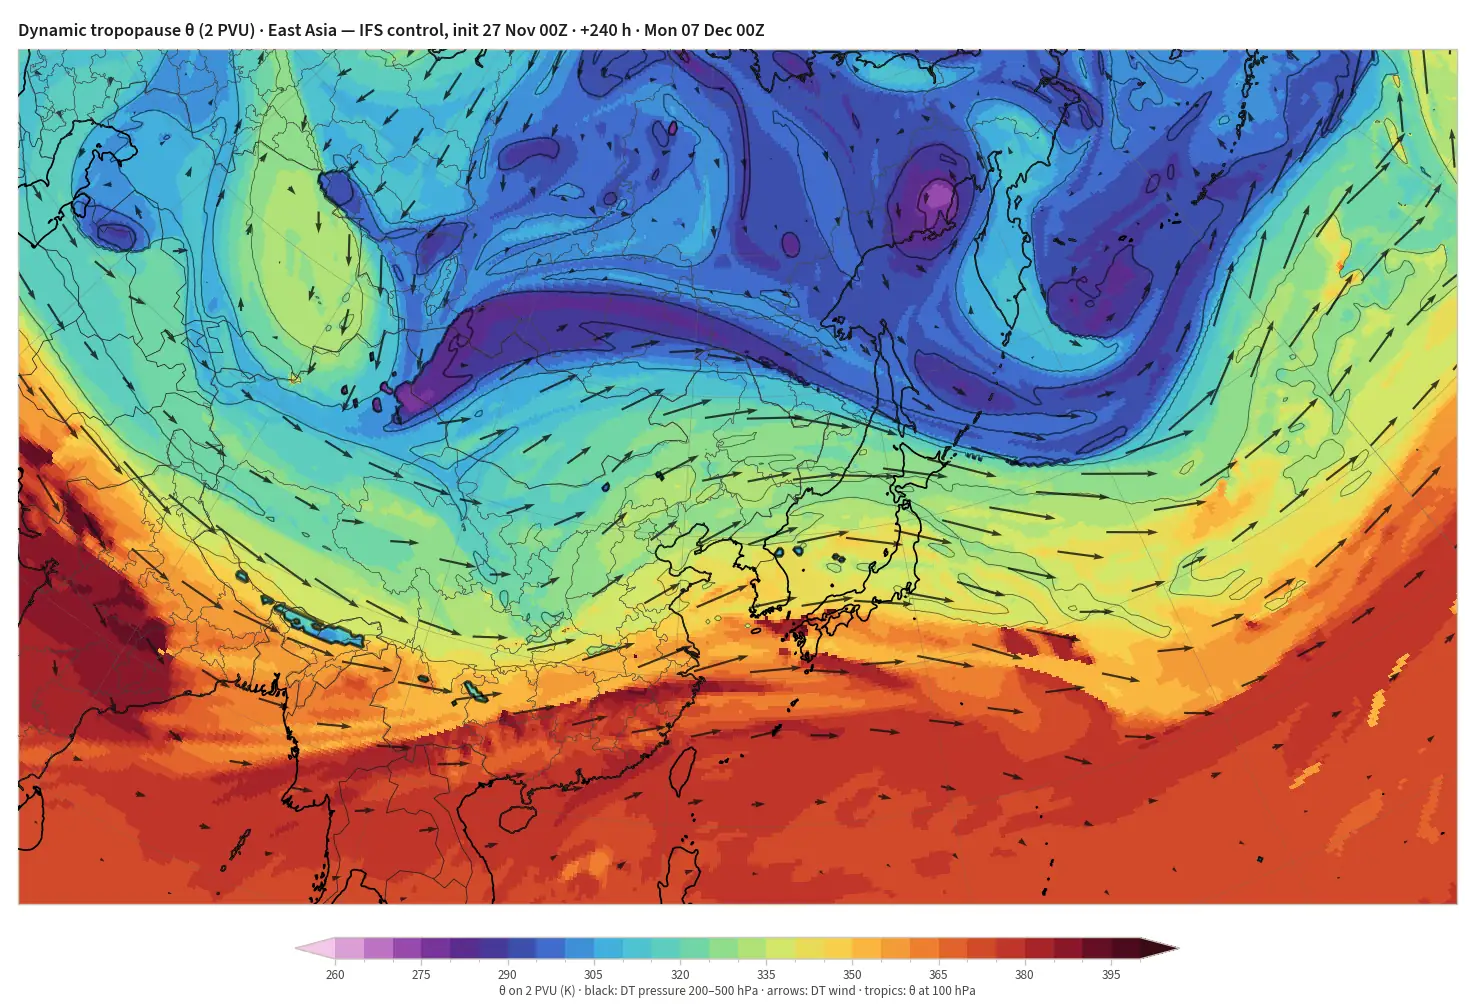 Dynamic tropopause θ (2 PVU) · East Asia — IFS control, init 27 Nov 00Z · +240 h · Mon 07 Dec 00Z
260 275 290 305 320 335 350 365 380 395
θ on 2 PVU (K) · black: DT pressure 200–500 hPa · arrows: DT wind · tropics: θ at 100 hPa